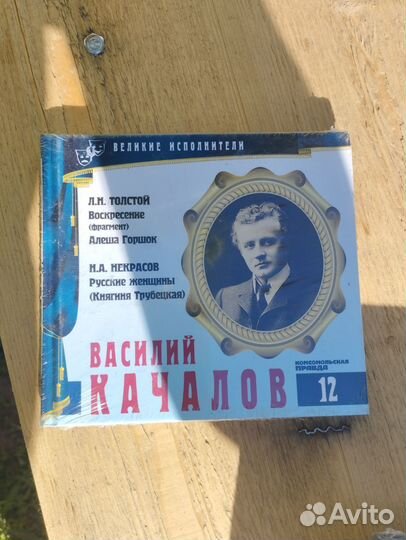 ВЕЛИКИЕ ИСПОЛНИТЕЛИ
Л.Н. ТОЛСТОЙ
Воскресение
(фрагмент)
Алеша Горшок
Н.А. НЕКРАСОВ
Русские женщины
(Княгиня Трубецкая)
ВАСИЛИЙ
КАЧАЛОВ
КОМСОМОЛЬСКАЯ
ПРАВДА
12
Avito